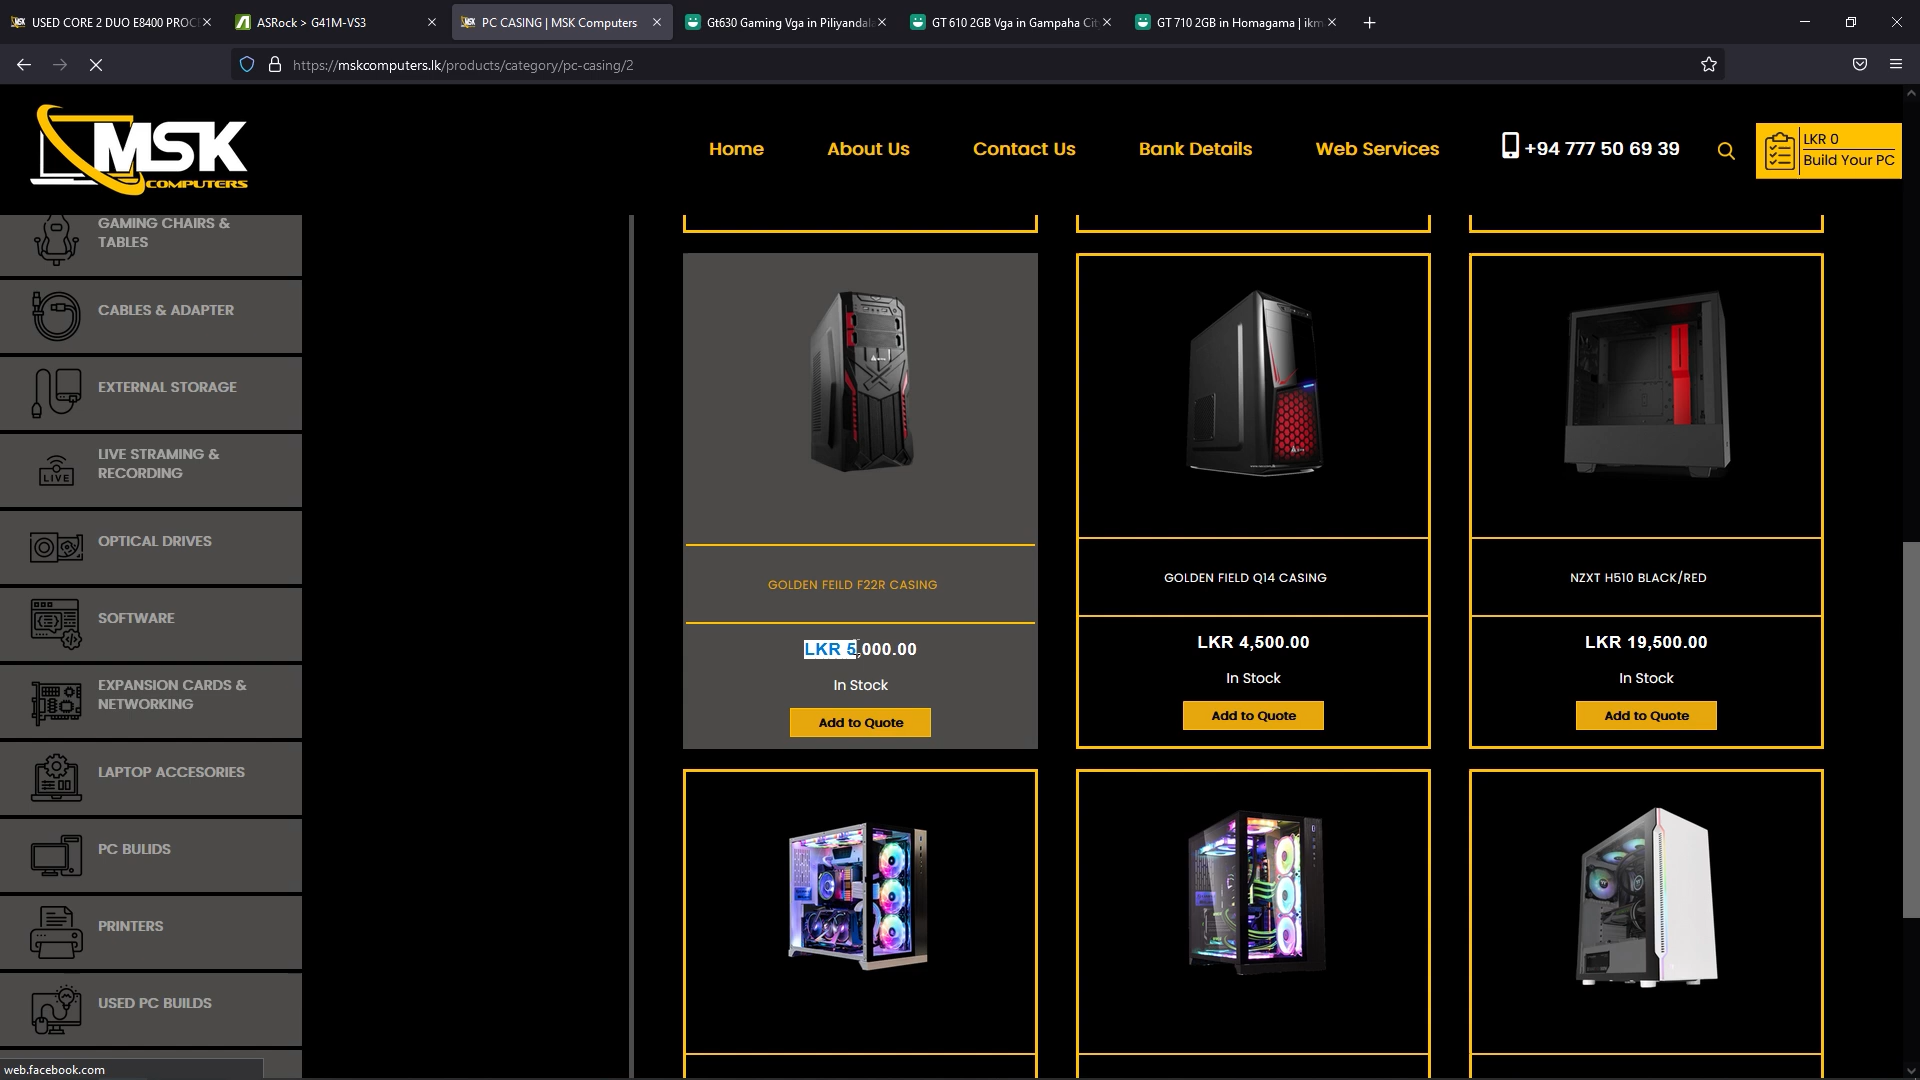 USED CORE 2 DUO E8400 PROC
ASRock > G41M-VS3
PC CASING | MSK Computers
Gt630 Gaming Vga in Piliyandala
GT 610 2GB Vga in Gampaha Cit
GT 710 2GB in Homagama | ikm
https://mskcomputers.lk/products/category/pc-casing/2
MSK
COMPUTERS
Home
About Us
Contact Us
Bank Details
Web Services
+94 777 50 69 39
LKR 0
Build Your PC
GAMING CHAIRS &
TABLES
CABLES & ADAPTER
EXTERNAL STORAGE
LIVE STRAMING &
RECORDING
LIVE
OPTICAL DRIVES
SOFTWARE
EXPANSION CARDS &
NETWORKING
LAPTOP ACCESORIES
PC BULIDS
PRINTERS
USED PC BUILDS
GOLDEN FEILD F22R CASING
LKR 5,000.00
In Stock
Add to Quote
GOLDEN FIELD Q14 CASING
LKR 4,500.00
In Stock
Add to Quote
NZXT H510 BLACK/RED
LKR 19,500.00
In Stock
Add to Quote
web.facebook.com